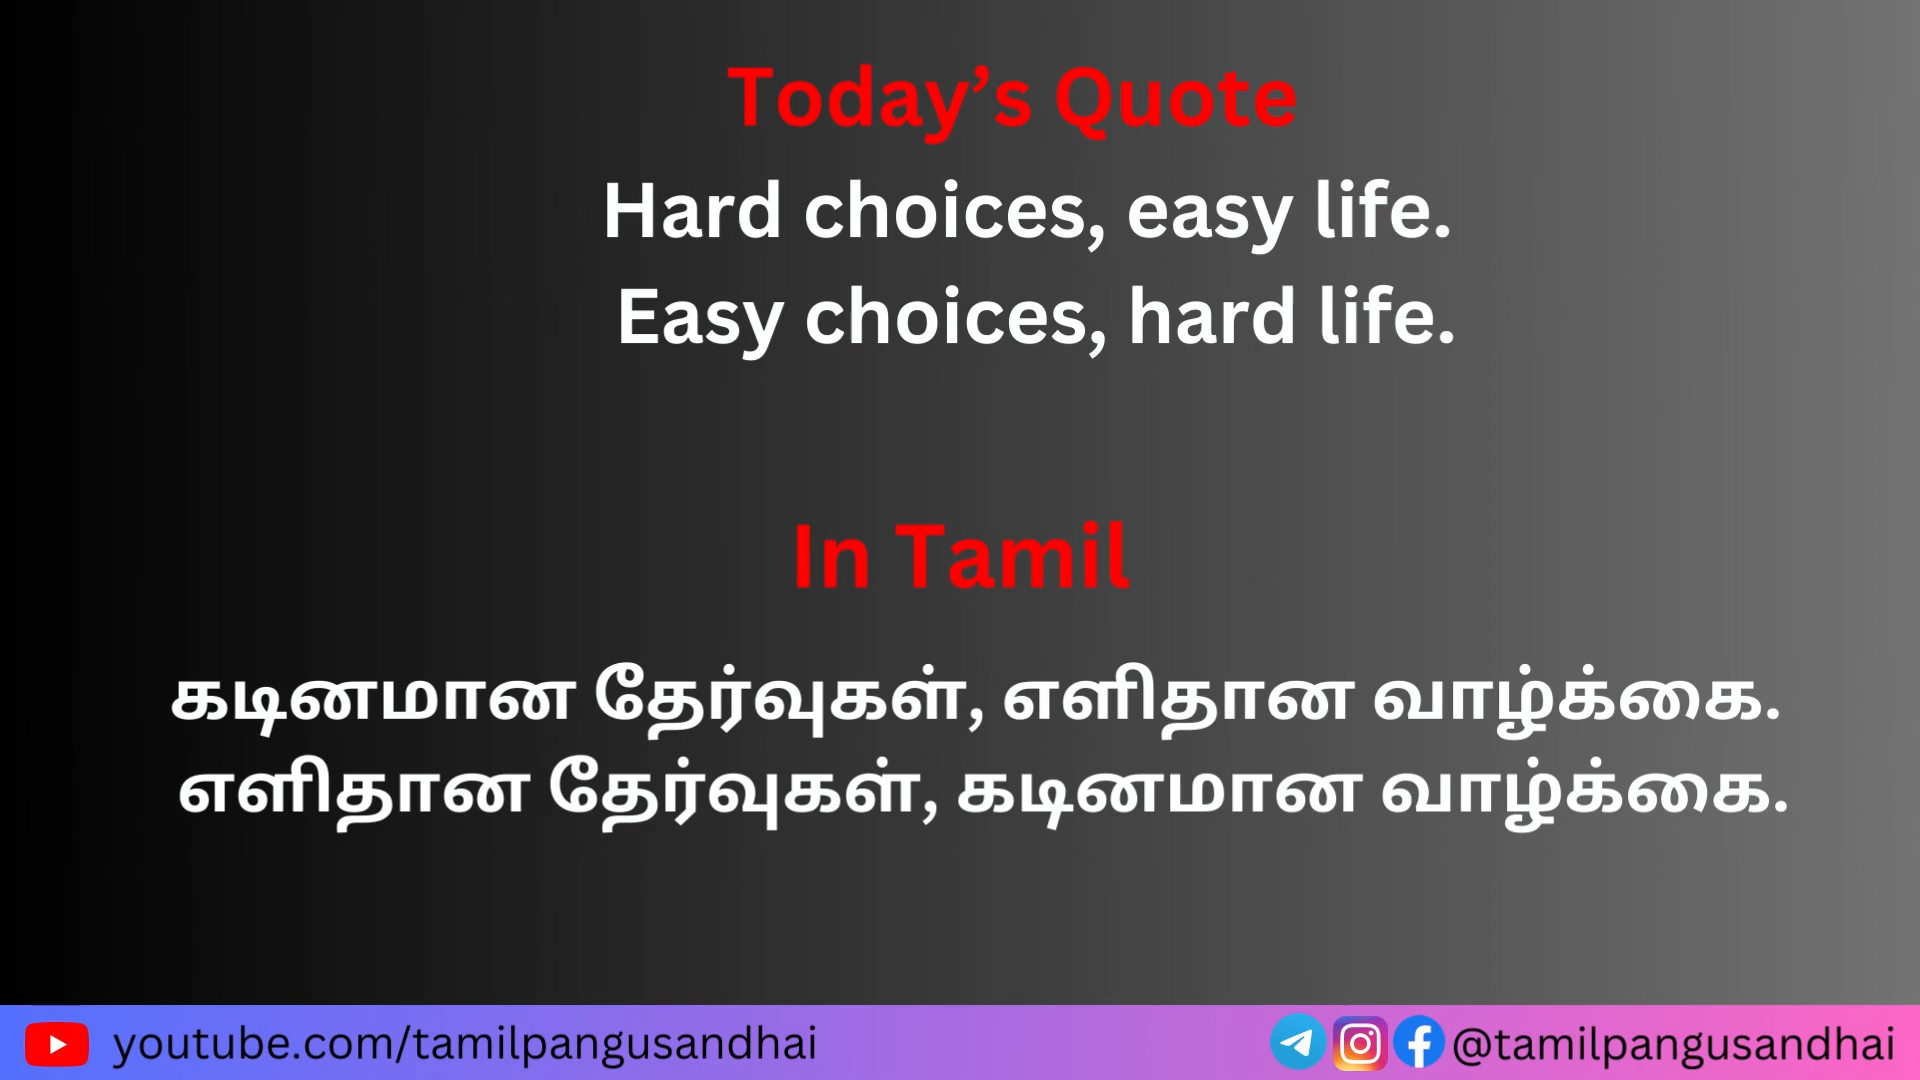 Today’s Quote
Hard choices, easy life.
Easy choices, hard life.
In Tamil
கடினமான தேர்வுகள், எளிதான வாழ்க்கை.
எளிதான தேர்வுகள், கடினமான வாழ்க்கை.
youtube.com/tamilpangusandhai
@tamilpangusandhai